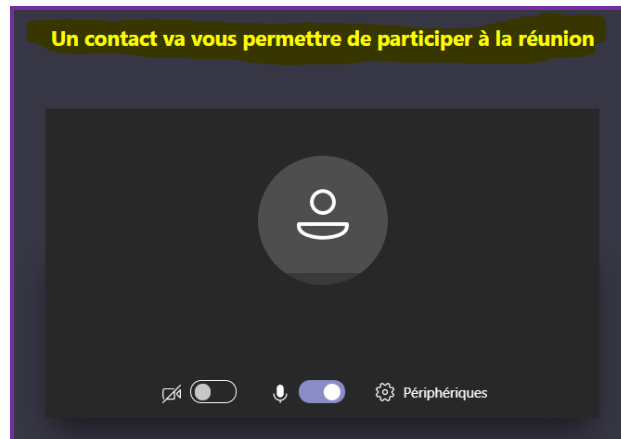 Un contact va vous permettre de participer à la réunion
Périphériques